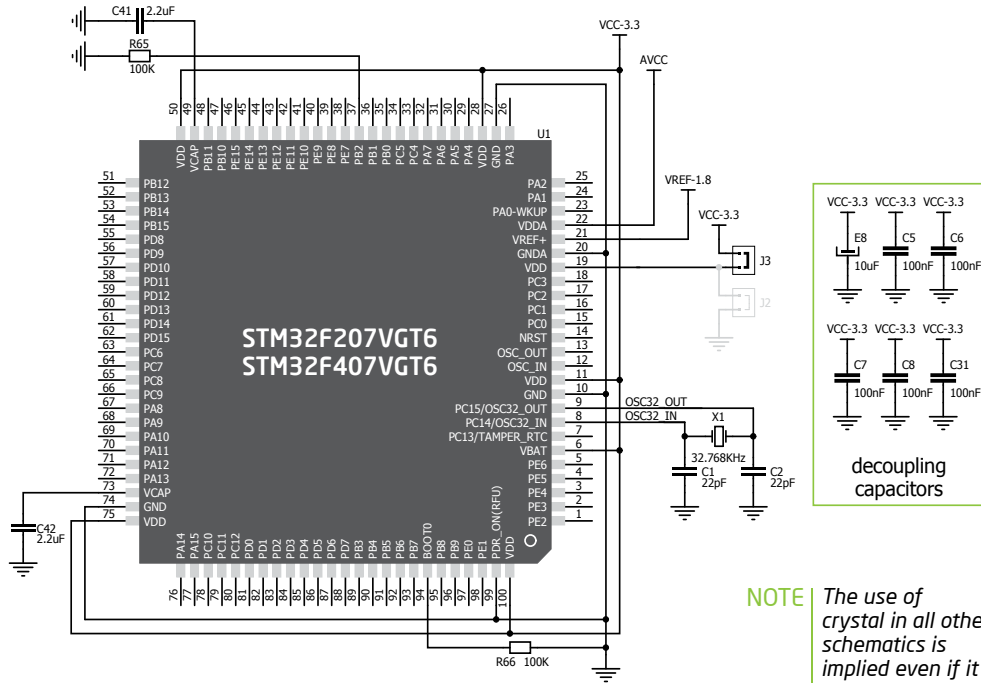 C41 2.2uF
R65
100K
VCC-3.3
AVCC
50 49 48 47 46 45 44 43 42 41 40 39 38 37 36 35 34 33 32 31 30 29 28 27 26
U1
VDD VCAP PB11 PB10 PE15 PE14 PE13 PE12 PE11 PE10 PE9 PE8 PE7 PB2 PB1 PB0 PC5 PC4 PA7 PA6 PA5 PA4 VDD GND PA3
51 PB12
52 PB13
53 PB14
54 PB15
55 PD8
56 PD9
57 PD10
58 PD11
59 PD12
60 PD13
61 PD14
62 PD15
63 PC6
64 PC7
65 PC8
66 PC9
67 PA8
68 PA9
69 PA10
70 PA11
71 PA12
72 PA13
73 VCAP
74 GND
75 VDD
STM32F207VGT6
STM32F407VGT6
PA2 25
PA1 24
PA0-WKUP 23
VDDA 22
VREF+ 21
GNDA 20
VDD 19
PC3 18
PC2 17
PC1 16
PC0 15
NRST 14
OSC_OUT 13
OSC_IN 12
VDD 11
GND 10
PC15/OSC32_OUT 9
PC14/OSC32_IN 8
PC13/TAMPER_RTC 7
VBAT 6
PE6 5
PE5 4
PE4 3
PE3 2
PE2 1
PA14 PA15 PC10 PC11 PC12 PD0 PD1 PD2 PD3 PD4 PD5 PD6 PD7 PB3 PB4 PB5 PB6 PB7 BOOT0 PB8 PB9 PE0 PE1 PDR_ON(RFU) VDD
76 77 78 79 80 81 82 83 84 85 86 87 88 89 90 91 92 93 94 95 96 97 98 99 100
C42
2.2uF
R66 100K
VREF-1.8
VCC-3.3
J3
J2
OSC32_OUT
OSC32_IN
X1
32.768KHz
C1
22pF
C2
22pF
VCC-3.3 VCC-3.3 VCC-3.3
E8 C5 C6
10uF 100nF 100nF
VCC-3.3 VCC-3.3 VCC-3.3
C7 C8 C31
100nF 100nF 100nF
decoupling
capacitors
NOTE
The use of
crystal in all othe
schematics is
implied even if it